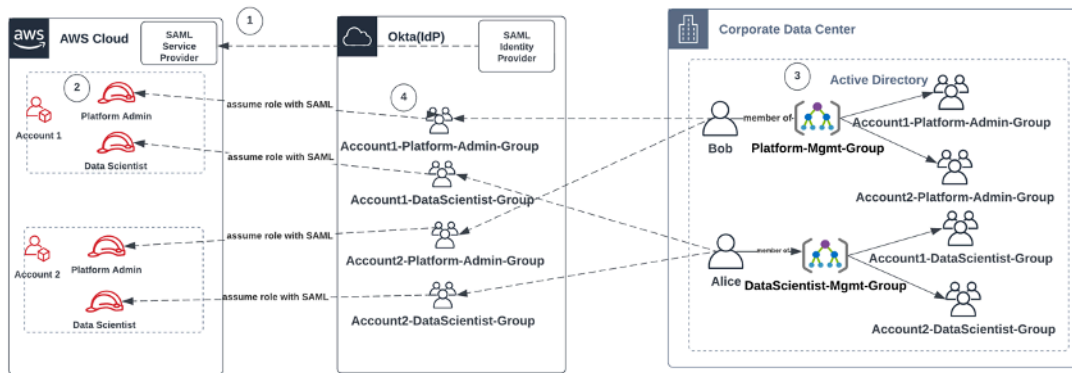 aws
AWS Cloud
SAML
Service
Provider
1
Okta(IdP)
SAML
Identity
Provider
Corporate Data Center
2
Account 1
Platform Admin
Data Scientist
assume role with SAML
assume role with SAML
4
Account1-Platform-Admin-Group
Account1-DataScientist-Group
3
Active Directory
Bob
member of
Platform-Mgmt-Group
Account1-Platform-Admin-Group
Account2-Platform-Admin-Group
Account 2
Platform Admin
Data Scientist
assume role with SAML
assume role with SAML
Account2-Platform-Admin-Group
Account2-DataScientist-Group
Alice
member of
DataScientist-Mgmt-Group
Account1-DataScientist-Group
Account2-DataScientist-Group